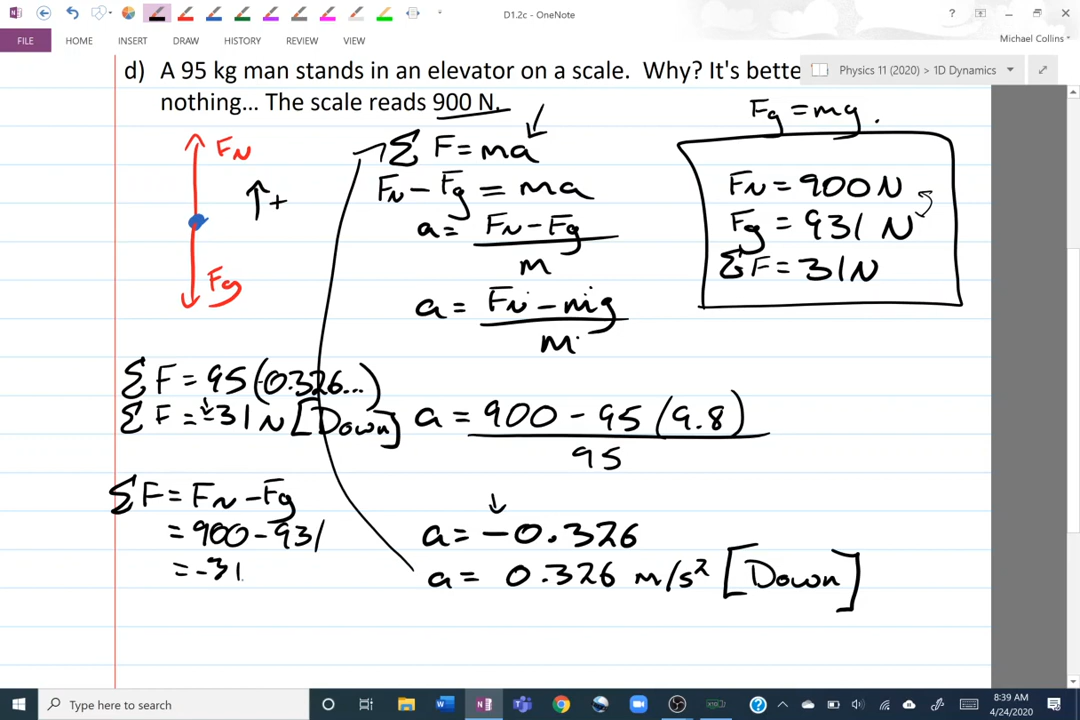 D1.2c - OneNote
Michael Collins
FILE HOME INSERT DRAW HISTORY REVIEW VIEW
Physics 11 (2020) > 1D Dynamics
d) A 95 kg man stands in an elevator on a scale. Why? It's bette
nothing... The scale reads 900 N.
Fg = mg.
FN
↑+
Fg
Σ F = ma
FN - Fg = ma
a = FN - Fg
m
a = FN - mg
m
FN = 900 N
Fg = 931 N
ΣF = 31N
Σ F = 95(-0.326...)
Σ F = -31 N [Down]
a = 900 - 95 (9.8)
95
ΣF = FN - Fg
= 900 - 931
= -31
a = -0.326
a = 0.326 m/s² [Down]
Type here to search
8:39 AM
4/24/2020